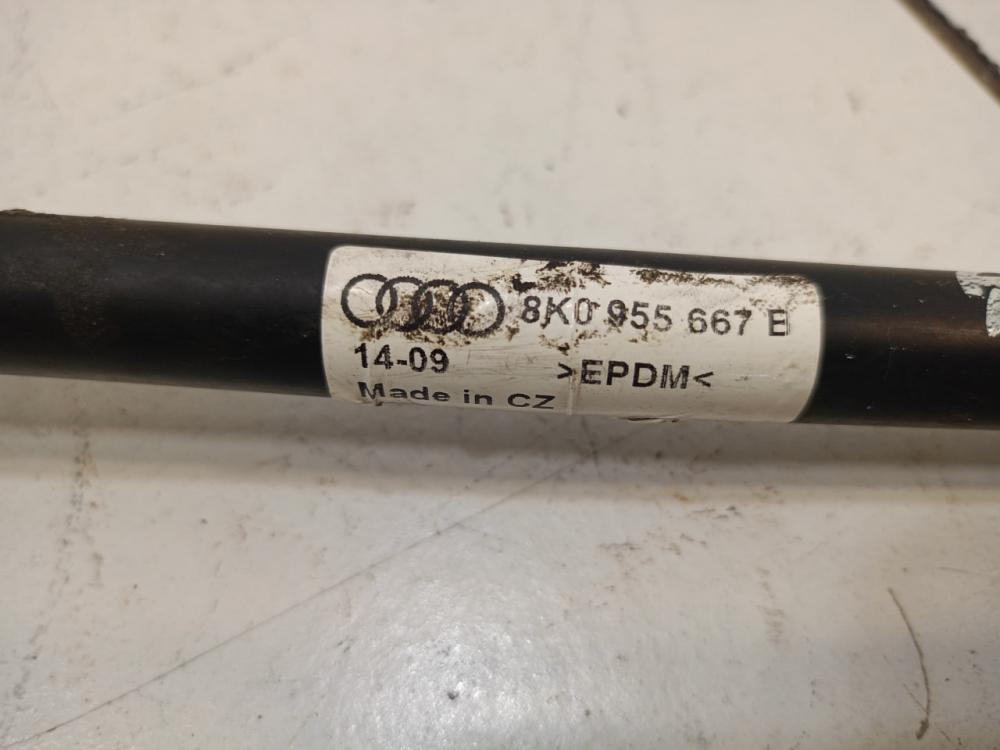 8K0 955 667 E
14-09 >EPDM<
Made in CZ